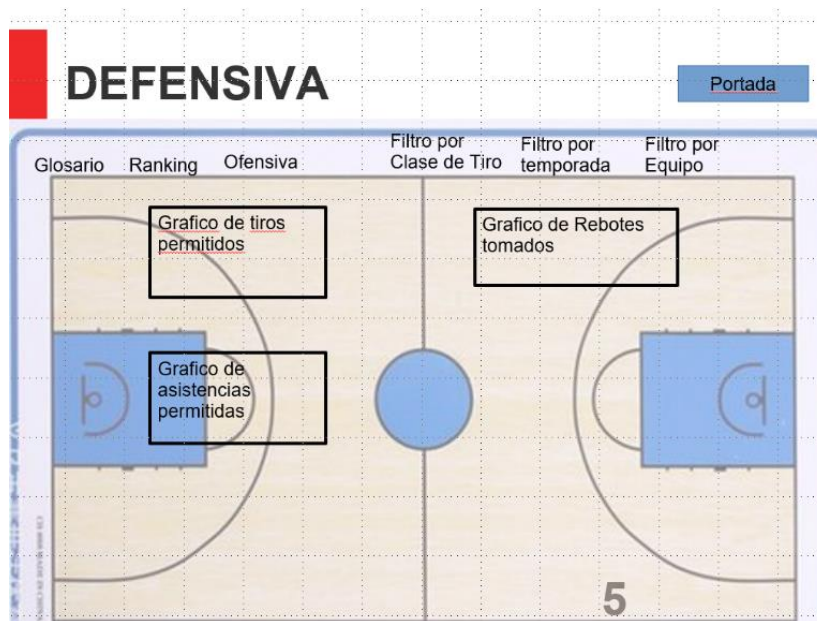 DEFENSIVA
Portada
Glosario
Ranking
Ofensiva
Filtro por
Clase de Tiro
Filtro por
temporada
Filtro por
Equipo
Grafico de tiros
permitidos
Grafico de Rebotes
tomados
Grafico de
asistencias
permitidas
5